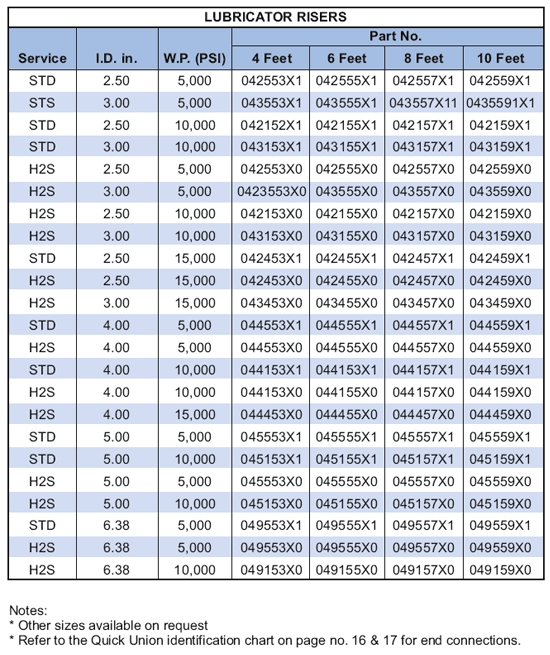 LUBRICATOR RISERS
Part No.
Service I.D. in. W.P. (PSI) 4 Feet 6 Feet 8 Feet 10 Feet
STD 2.50 5,000 042553X1 042555X1 042557X1 042559X1
STS 3.00 5,000 043553X1 043555X1 043557X11 0435591X1
STD 2.50 10,000 042152X1 042155X1 042157X1 042159X1
STD 3.00 10,000 043153X1 043155X1 043157X1 43159X1
H2S 2.50 5,000 042553X0 042555X0 042557X0 042559X0
H2S 3.00 5,000 0423553X0 043555X0 043557X0 043559X0
H2S 2.50 10,000 042153X0 042155X0 042157X0 042159X0
H2S 3.00 10,000 043153X0 043155X0 043157X0 043159X0
STD 2.50 15,000 042453X1 042455X1 042457X1 042459X1
H2S 2.50 15,000 042453X0 042455X0 042457X0 042459X0
H2S 3.00 15,000 043453X0 043455X0 043457X0 043459X0
STD 4.00 5,000 044553X1 044555X1 044557X1 044559X1
H2S 4.00 5,000 044553X0 044555X0 044557X0 044559X0
STD 4.00 10,000 044153X1 044153X1 044157X1 044159X1
H2S 4.00 10,000 044153X0 044155X0 044157X0 044159X0
H2S 4.00 15,000 044453X0 044455X0 044457X0 044459X0
STD 5.00 5,000 045553X1 045555X1 045557X1 045559X1
STD 5.00 10,000 045153X1 045155X1 045157X1 045159X1
H2S 5.00 5,000 045553X0 045555X0 045557X0 045559X0
H2S 5.00 10,000 045153X0 045155X0 045157X0 045159X0
STD 6.38 5,000 049553X1 049555X1 049557X1 049559X1
H2S 6.38 5,000 049553X0 049555X0 049557X0 049559X0
H2S 6.38 10,000 049153X0 049155X0 049157X0 049159X0
Notes:
* Other sizes available on request
* Refer to the Quick Union identification chart on page no. 16 & 17 for end connections.